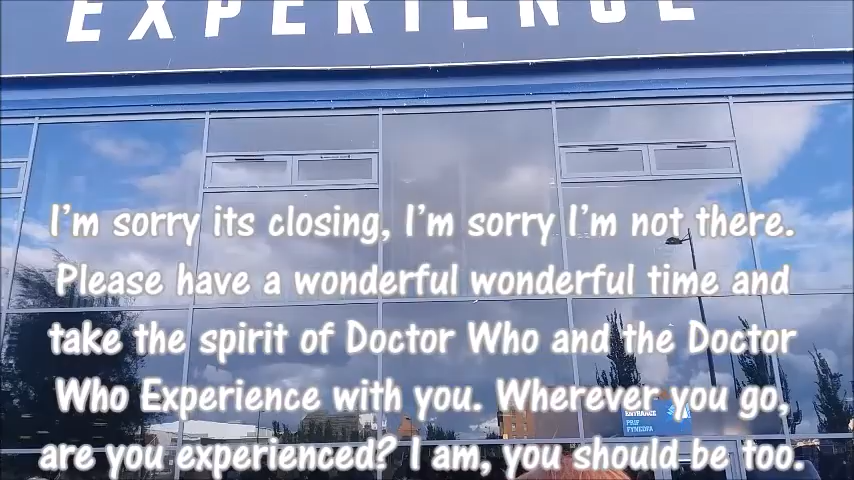 EXPERIENCE
I'm sorry its closing, I'm sorry I'm not there.
Please have a wonderful wonderful time and
take the spirit of Doctor Who and the Doctor
Who Experience with you. Wherever you go,
ENTRANCE
are you experienced? I am, you should be too.